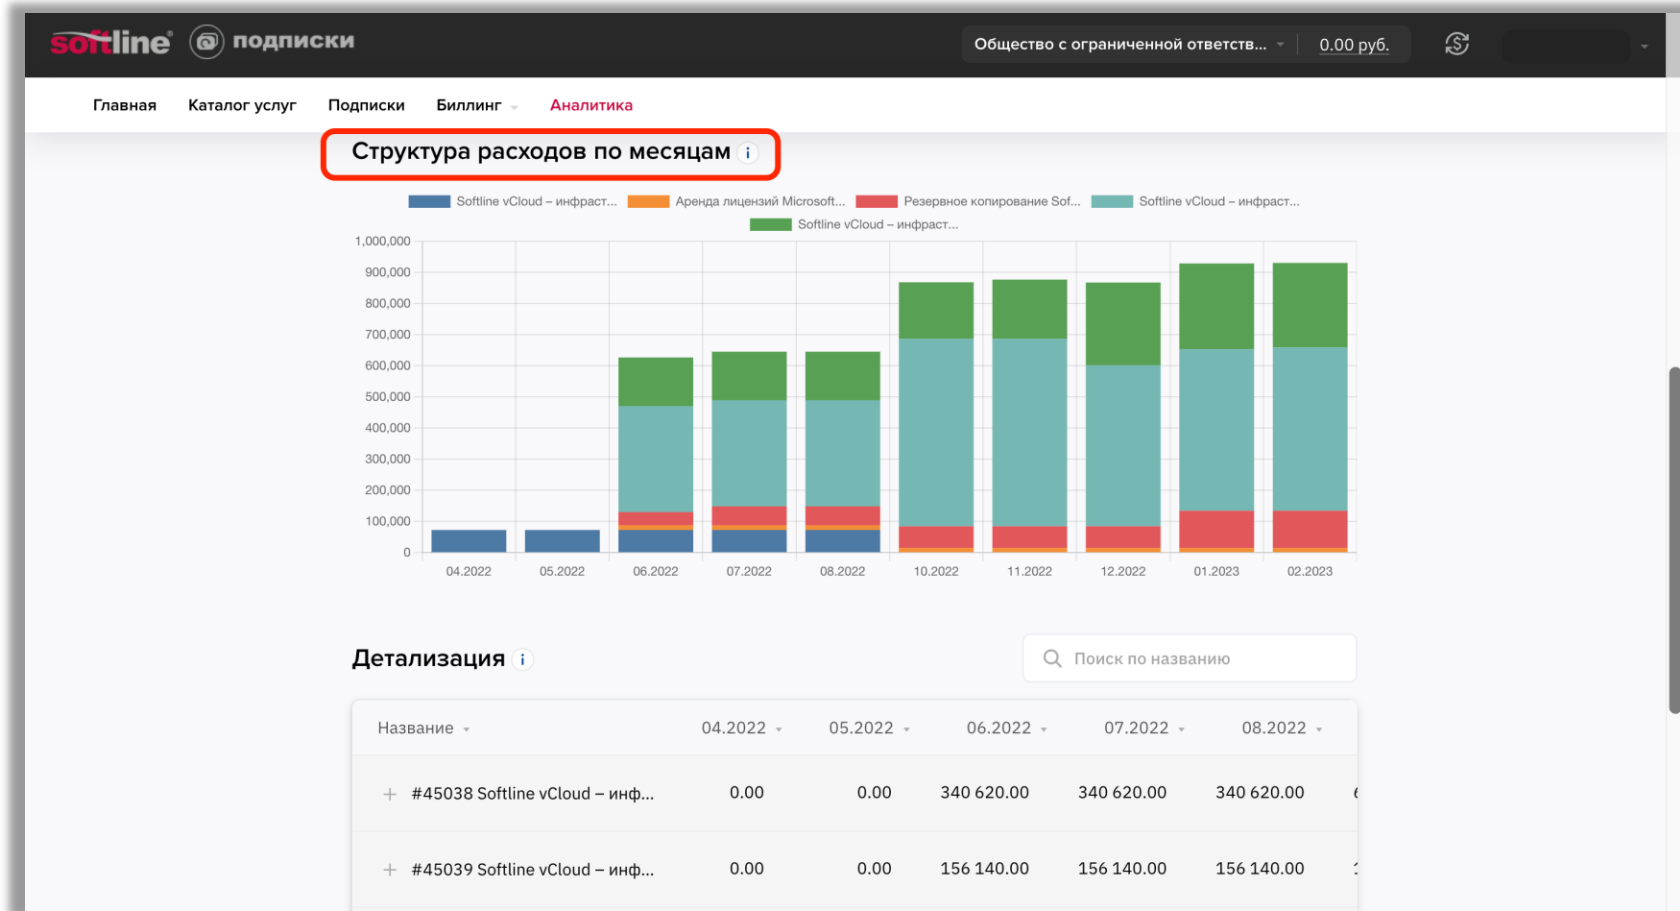 softline® подписки Общество с ограниченной ответств... 0.00 руб.
Главная Каталог услуг Подписки Биллинг Аналитика
Структура расходов по месяцам i
Softline vCloud – инфраст... Аренда лицензий Microsoft... Резервное копирование Sof... Softline vCloud – инфраст...
Softline vCloud – инфраст...
1,000,000
900,000
800,000
700,000
600,000
500,000
400,000
300,000
200,000
100,000
0
04.2022 05.2022 06.2022 07.2022 08.2022 10.2022 11.2022 12.2022 01.2023 02.2023
Детализация i Поиск по названию
Название 04.2022 05.2022 06.2022 07.2022 08.2022
#45038 Softline vCloud – инф... 0.00 0.00 340 620.00 340 620.00 340 620.00
#45039 Softline vCloud – инф... 0.00 0.00 156 140.00 156 140.00 156 140.00